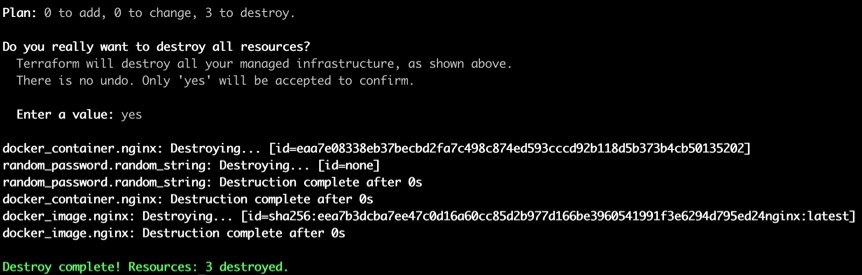 Plan: 0 to add, 0 to change, 3 to destroy.
Do you really want to destroy all resources?
Terraform will destroy all your managed infrastructure, as shown above.
There is no undo. Only 'yes' will be accepted to confirm.
Enter a value: yes
docker_container.nginx: Destroying... [id=eaa7e08338eb37becbd2fa7c498c874ed593cccd92b118d5b373b4cb50135202]
random_password.random_string: Destroying... [id=none]
random_password.random_string: Destruction complete after 0s
docker_container.nginx: Destruction complete after 0s
docker_image.nginx: Destroying... [id=sha256:eea7b3dcba7ee47c0d16a60cc85d2b977d166be3960541991f3e6294d795ed24nginx:latest]
docker_image.nginx: Destruction complete after 0s
Destroy complete! Resources: 3 destroyed.